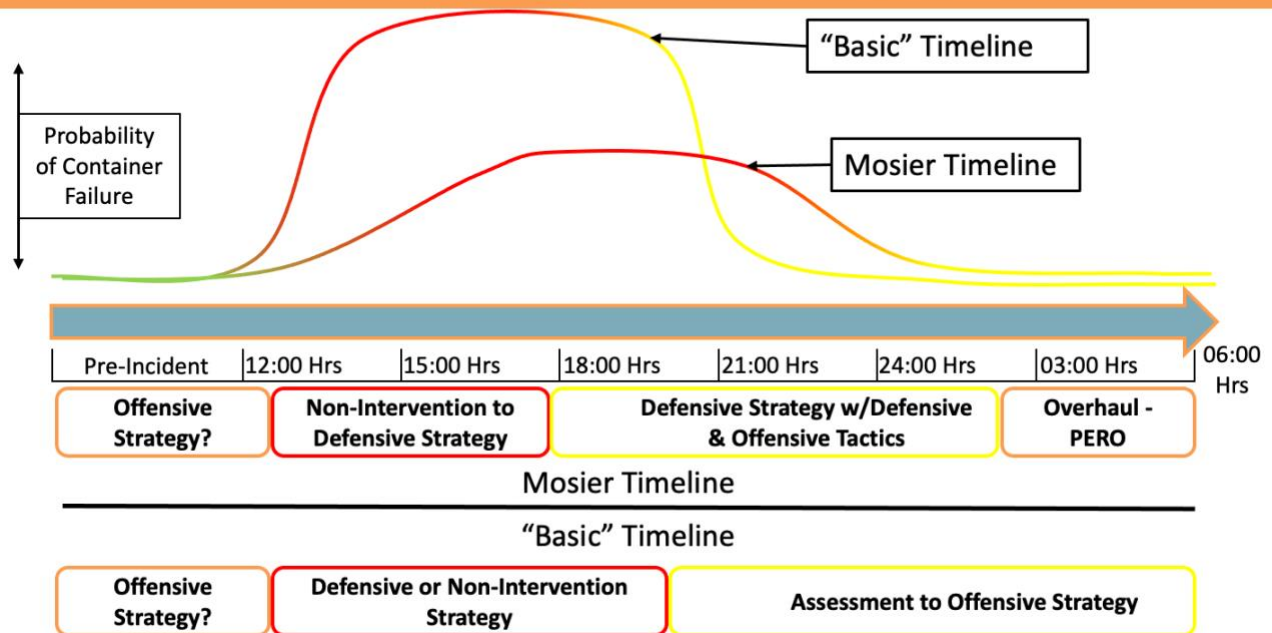 “Basic” Timeline
Probability
of Container
Failure
Mosier Timeline
Pre-Incident
12:00 Hrs
15:00 Hrs
18:00 Hrs
21:00 Hrs
24:00 Hrs
03:00 Hrs
06:00
Hrs
Offensive
Strategy?
Non-Intervention to
Defensive Strategy
Defensive Strategy w/Defensive
& Offensive Tactics
Overhaul -
PERO
Mosier Timeline
“Basic” Timeline
Offensive
Strategy?
Defensive or Non-Intervention
Strategy
Assessment to Offensive Strategy